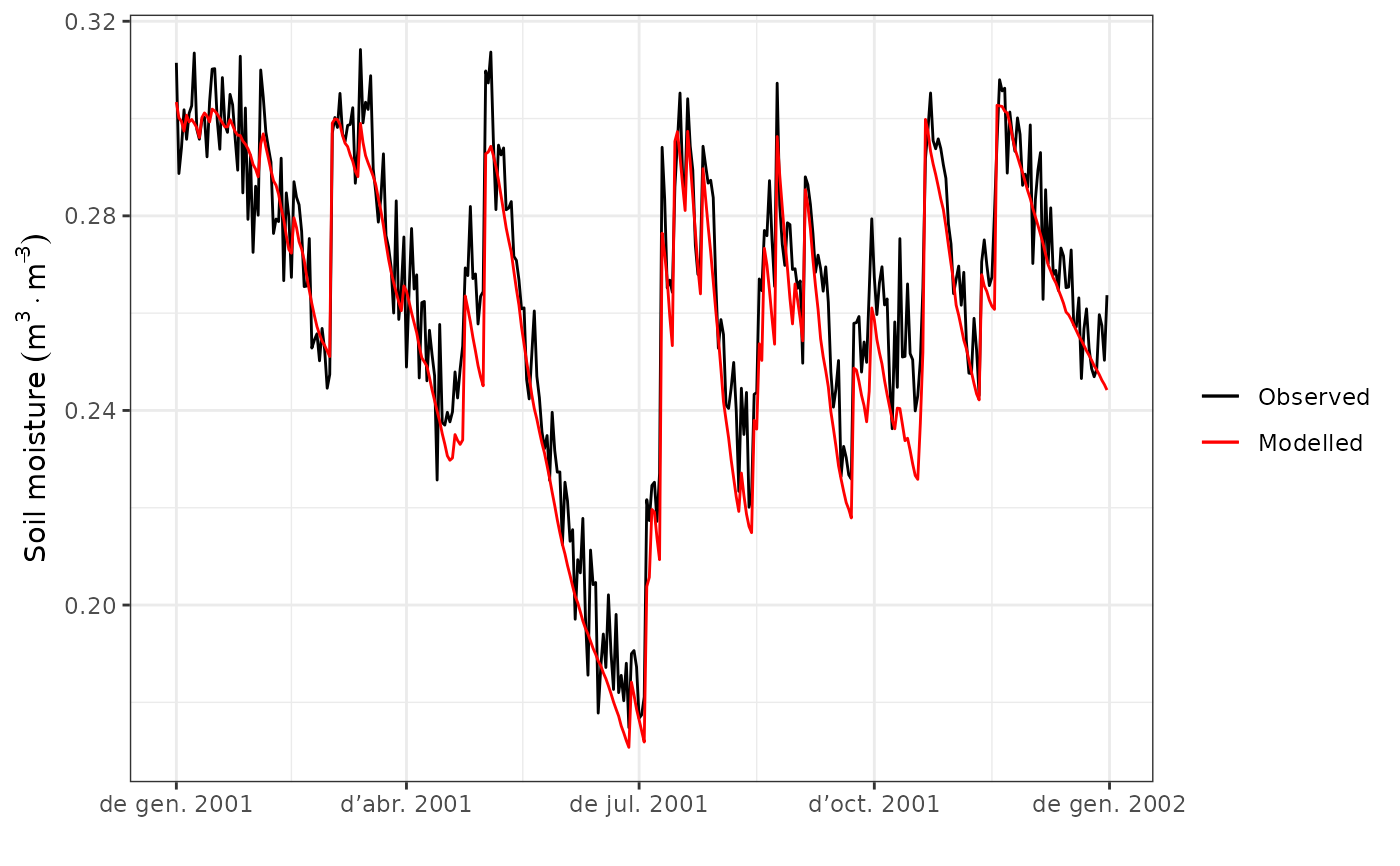 0.32
0.28
0.24
0.20
Soil moisture (m³ · m⁻³)
de gen. 2001 d’abr. 2001 de jul. 2001 d’oct. 2001 de gen. 2002
Observed
Modelled